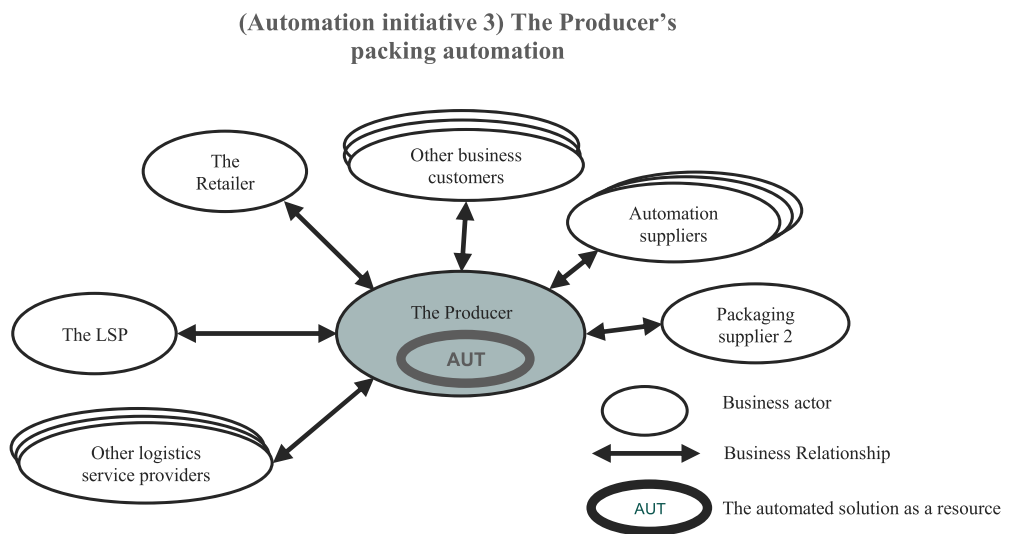 (Automation initiative 3) The Producer’s
packing automation
The
Retailer
Other business
customers
Automation
suppliers
The LSP
The Producer
AUT
Packaging
supplier 2
Other logistics
service providers
Business actor
Business Relationship
AUT
The automated solution as a resource